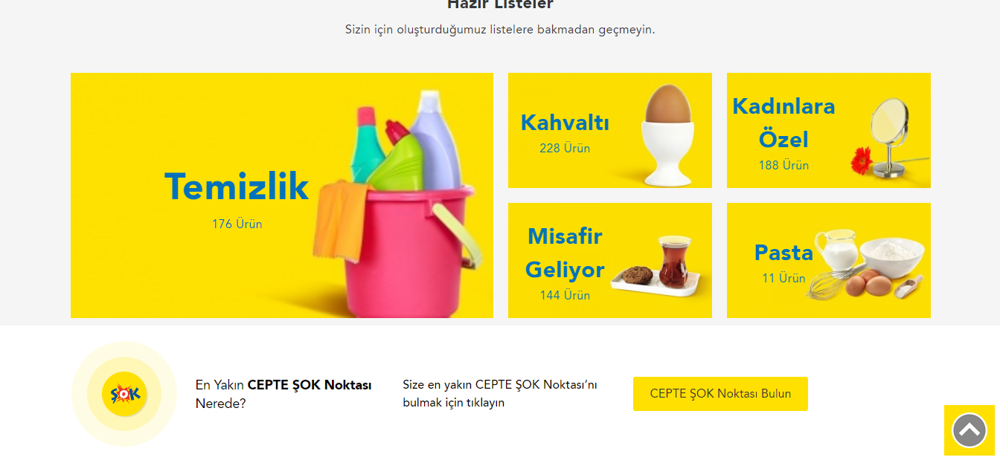 Hazır Listeler
Sizin için oluşturduğumuz listelere bakmadan geçmeyin.
Temizlik
176 Ürün
Kahvaltı
228 Ürün
Kadınlara
Özel
188 Ürün
Misafir
Geliyor
144 Ürün
Pasta
11 Ürün
ŞOK
En Yakın CEPTE ŞOK Noktası
Nerede?
Size en yakın CEPTE ŞOK Noktası’nı
bulmak için tıklayın
CEPTE ŞOK Noktası Bulun